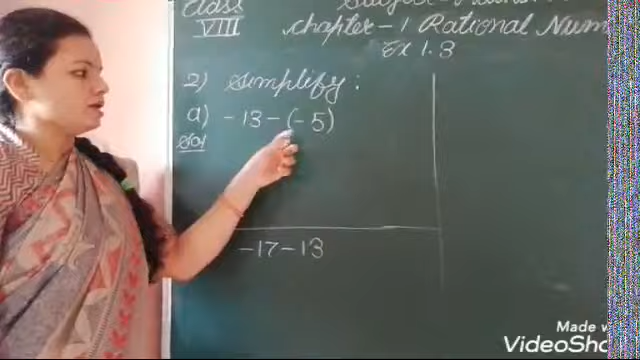 Class
VIII
Subject - Maths
Chapter - 1 Rational Num
Ex 1.3
2) Simplify :
a) - 13 - (- 5)
Sol
- 17 - 13
Made w
VideoSho